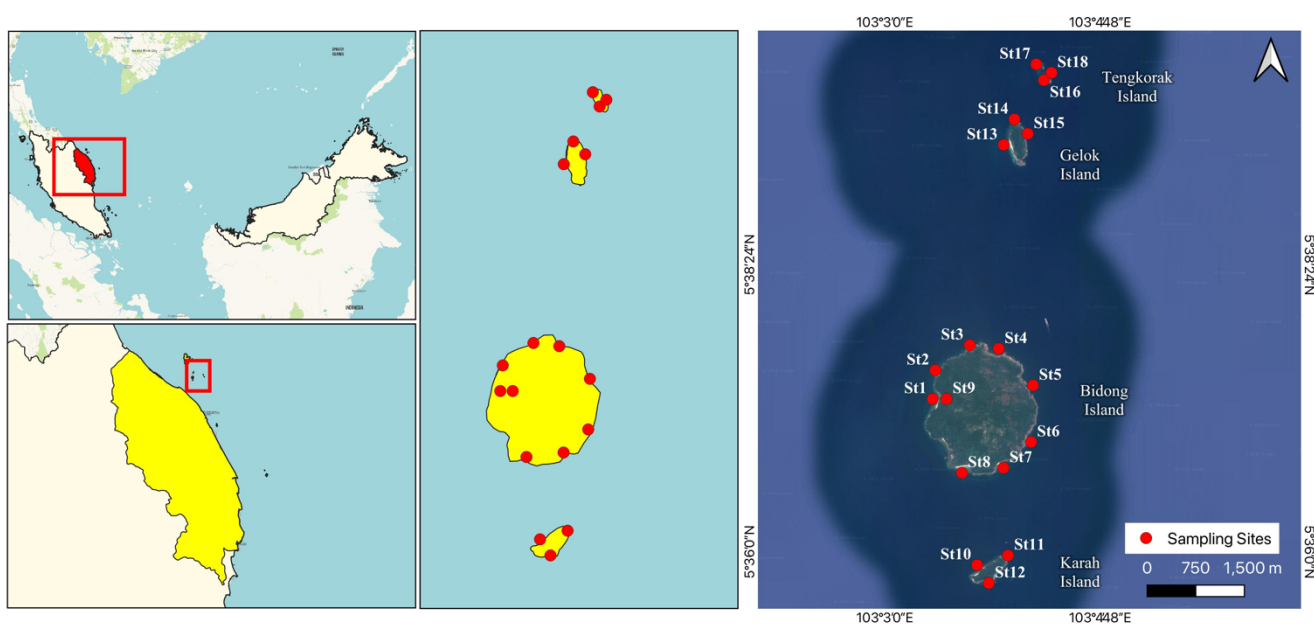 103°3'0"E
103°4'48"E
St17
St18
St16
Tengkorak
Island
St14
St15
St13
Gelok
Island
5°38'24"N
5°38'24"N
St3
St4
St2
St5
St1
St9
Bidong
Island
St6
St7
St8
5°36'0"N
5°36'0"N
Sampling Sites
0 750 1,500 m
St11
St10
St12
Karah
Island
103°3'0"E
103°4'48"E
INDONESIA